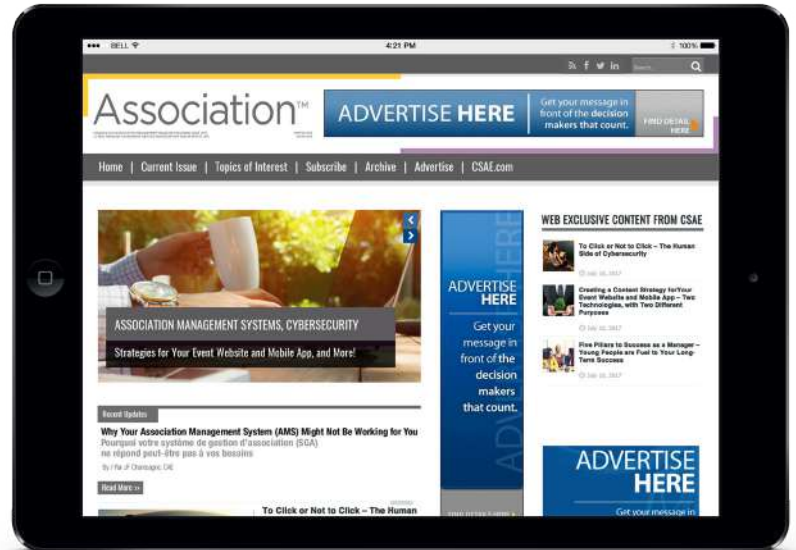 BELL
4:21 PM
100%
Association™
ADVERTISE HERE
Get your message in
front of the decision
makers that count.
FIND DETAIL
HERE
Home | Current Issue | Topics of Interest | Subscribe | Archive | Advertise | CSAE.com
ASSOCIATION MANAGEMENT SYSTEMS, CYBERSECURITY
Strategies for Your Event Website and Mobile App, and More!
Recent Updates
Why Your Association Management System (AMS) Might Not Be Working for You
Pourquoi votre système de gestion d'association (SGA)
ne répond peut-être pas à vos besoins
Read More »
To Click or Not to Click – The Human
ADVERTISE
HERE
Get your
message in
front of the
decision
makers
that count.
ADVERTISE HERE
WEB EXCLUSIVE CONTENT FROM CSAE
To Click or Not to Click – The Human
Side of Cybersecurity
Creating a Content Strategy forYour
Event Website and Mobile App – Two
Technologies, with Two Different
Purposes
Five Pillars to Success as a Manager –
Young People are Fuel to Your Long-
Term Success
ADVERTISE
HERE
Get your message in